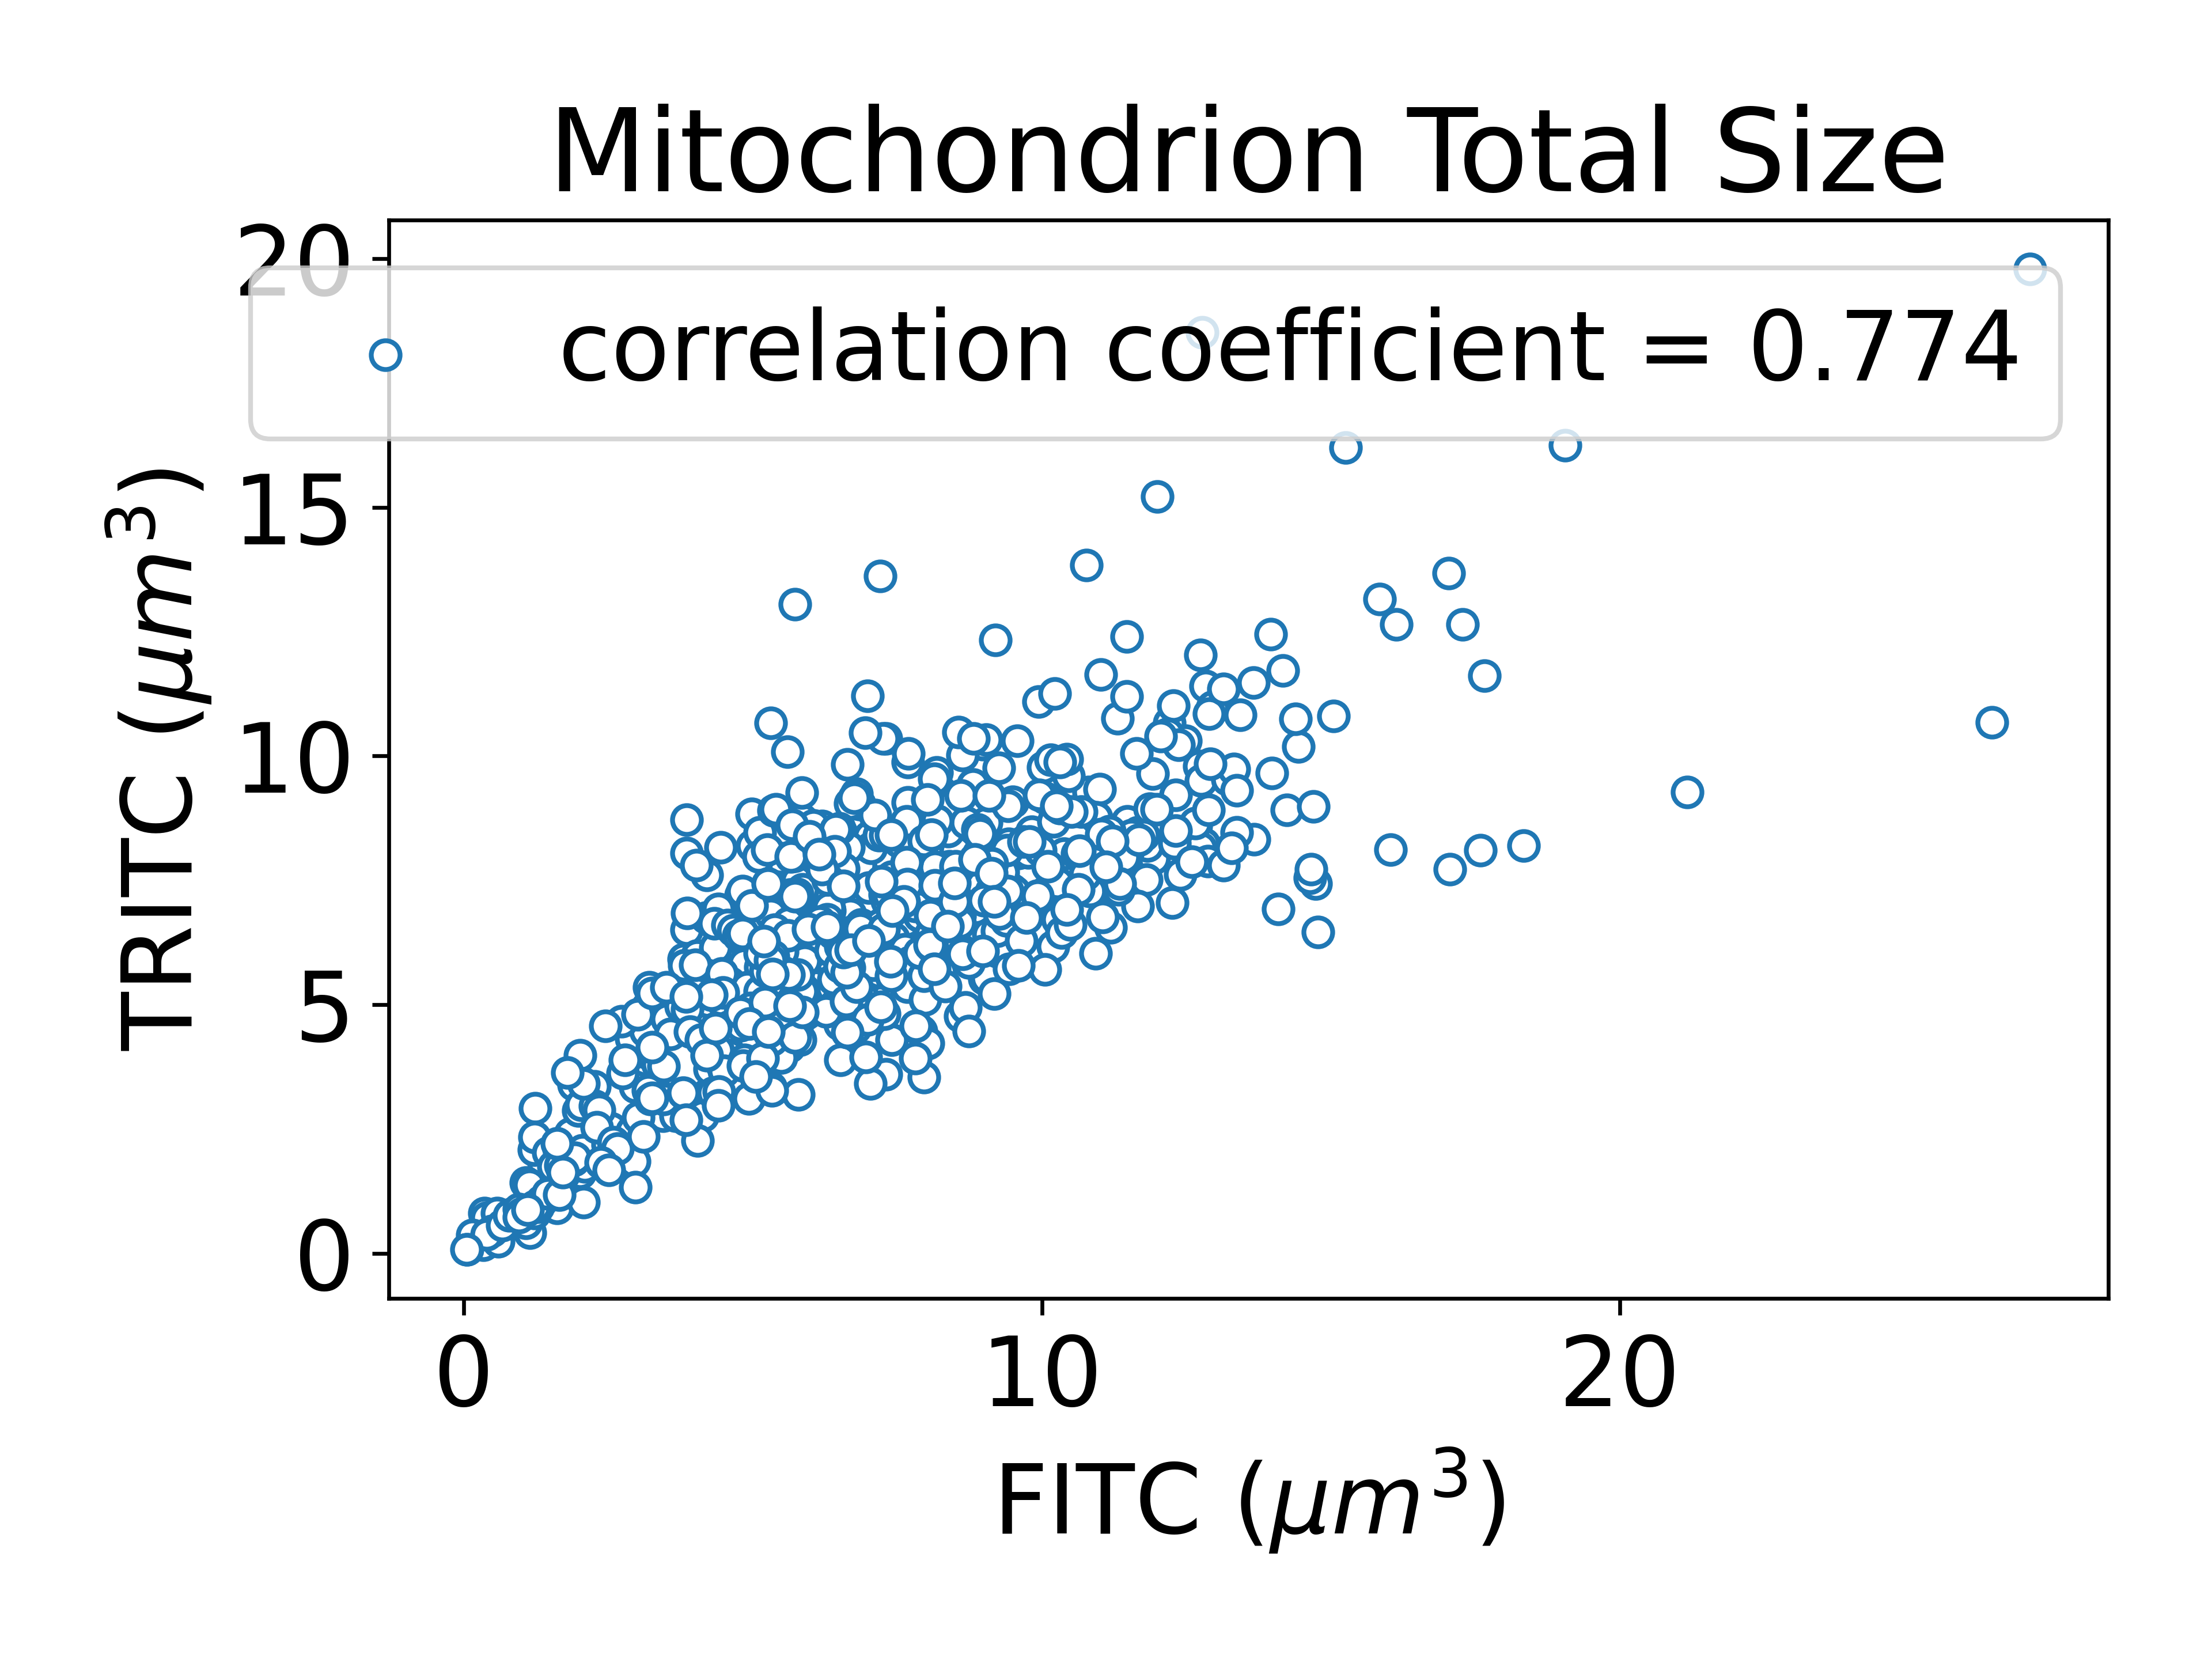 Mitochondrion Total Size
correlation coefficient = 0.774
TRITC (μm³)
20
15
10
5
0
0 10 20
FITC (μm³)